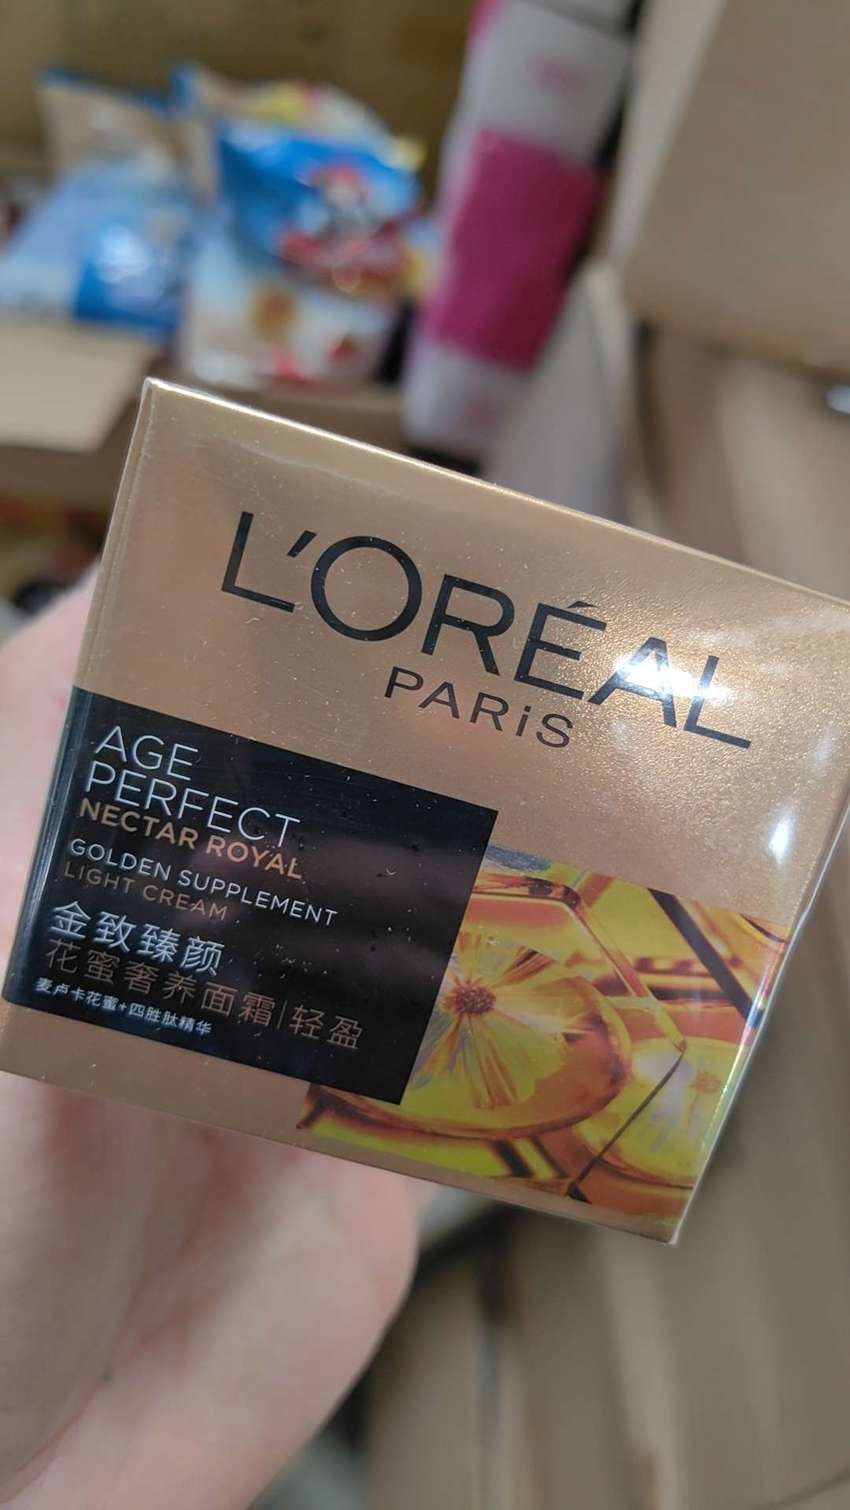 L'ORÉAL
PARiS
AGE
PERFECT
NECTAR ROYAL
GOLDEN SUPPLEMENT
LIGHT CREAM
金致臻颜
花蜜奢养面霜|轻盈
麦卢卡花蜜+四胜肽精华